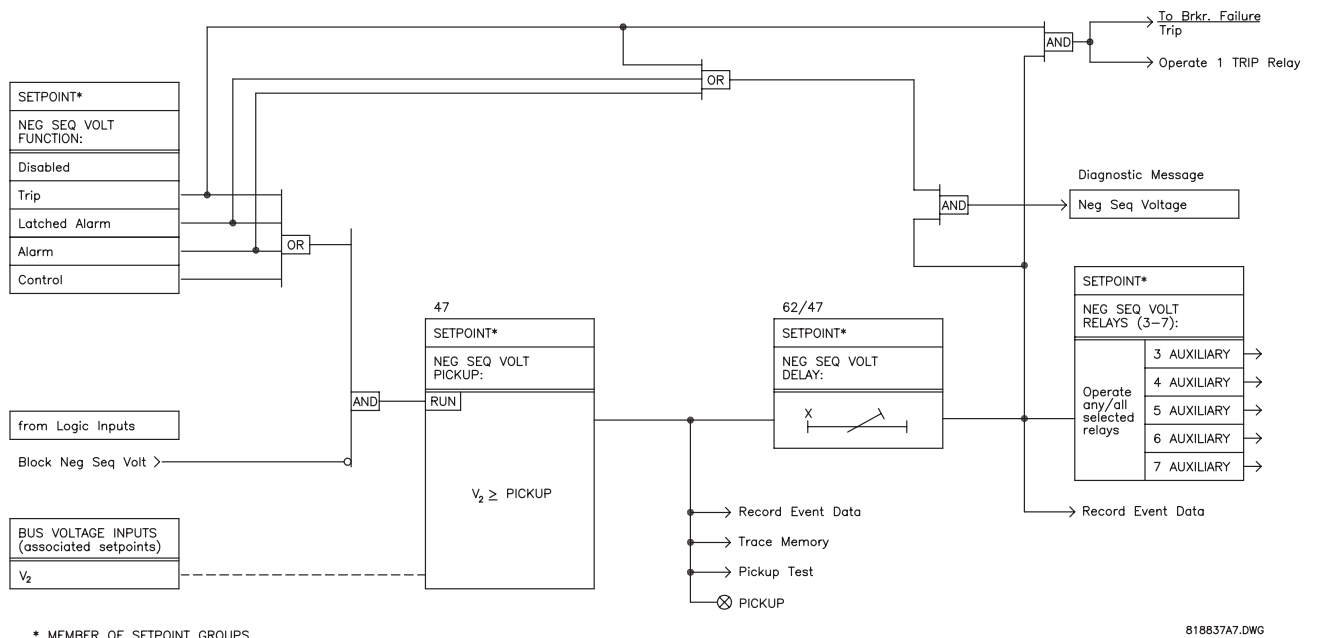 To Brkr. Failure
Trip
AND
Operate 1 TRIP Relay
OR
SETPOINT*
NEG SEQ VOLT
FUNCTION:
Disabled
Trip
Latched Alarm
Alarm
Control
OR
Diagnostic Message
AND
Neg Seq Voltage
47
SETPOINT*
NEG SEQ VOLT
PICKUP:
RUN
V₂ ≥ PICKUP
62/47
SETPOINT*
NEG SEQ VOLT
DELAY:
X
SETPOINT*
NEG SEQ VOLT
RELAYS (3-7):
Operate
any/all
selected
relays
3 AUXILIARY
4 AUXILIARY
5 AUXILIARY
6 AUXILIARY
7 AUXILIARY
AND
from Logic Inputs
Block Neg Seq Volt
Record Event Data
Trace Memory
Pickup Test
PICKUP
Record Event Data
BUS VOLTAGE INPUTS
(associated setpoints)
V₂
* MEMBER OF SETPOINT GROUPS
818837A7.DWG